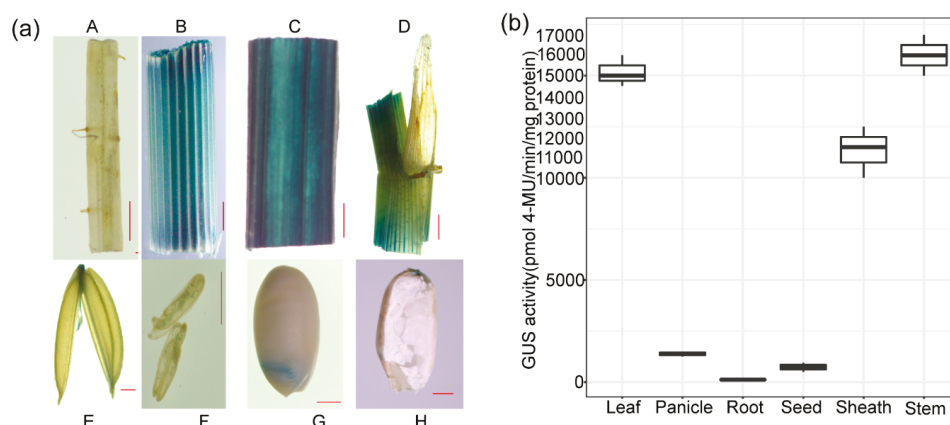 (a)
A B C D
E F G H
(b)
GUS activity(pmol 4-MU/min/mg protein)
17000
16000
15000
14000
13000
12000
11000
10000
5000
0
Leaf Panicle Root Seed Sheath Stem